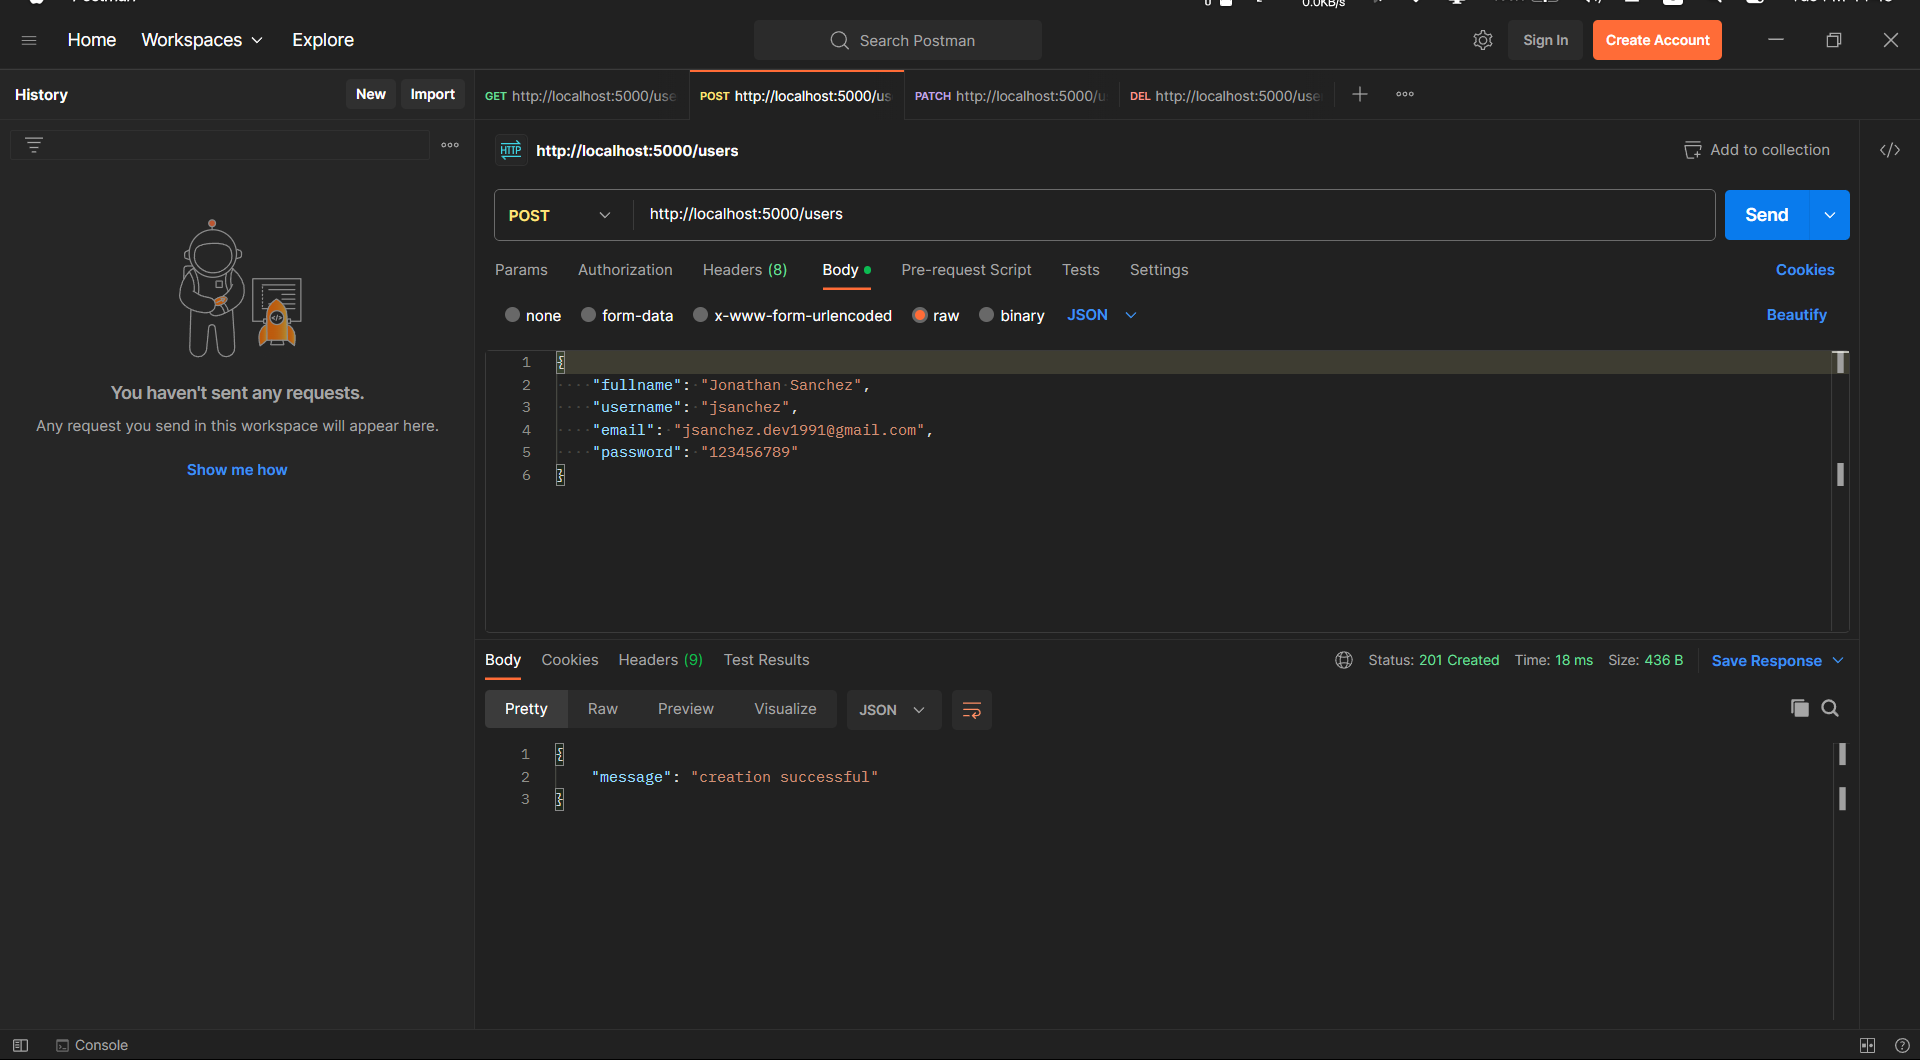 0.0KB/s
Home Workspaces Explore Search Postman Sign In Create Account
History New Import GET http://localhost:5000/use POST http://localhost:5000/us PATCH http://localhost:5000/u DEL http://localhost:5000/use
HTTP http://localhost:5000/users Add to collection </>
POST http://localhost:5000/users Send
Params Authorization Headers (8) Body Pre-request Script Tests Settings Cookies
none form-data x-www-form-urlencoded raw binary JSON Beautify
1 {
2 "fullname": "Jonathan Sanchez",
3 "username": "jsanchez",
4 "email": "jsanchez.dev1991@gmail.com",
5 "password": "123456789"
6 }
You haven't sent any requests.
Any request you send in this workspace will appear here.
Show me how
Body Cookies Headers (9) Test Results Status: 201 Created Time: 18 ms Size: 436 B Save Response
Pretty Raw Preview Visualize JSON
1 {
2 "message": "creation successful"
3 }
Console